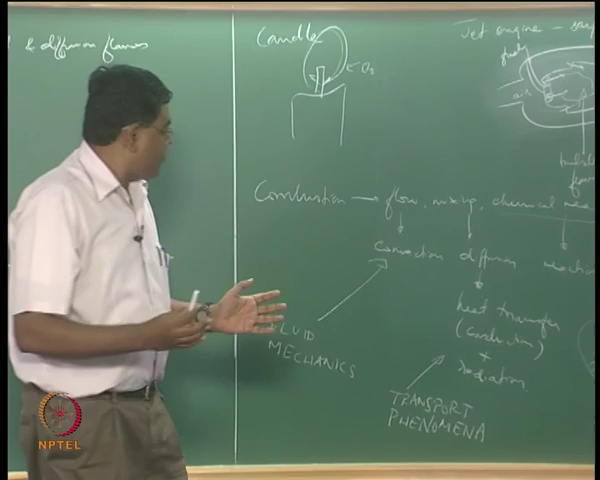 & diffusion flames
Candle
O2
Jet engine –
fuel
air
Combustion → flow, mixing, chemical
convection diffusion
heat transfer
(conduction)
+
radiation
FLUID
MECHANICS
TRANSPORT
PHENOMENA
NPTEL